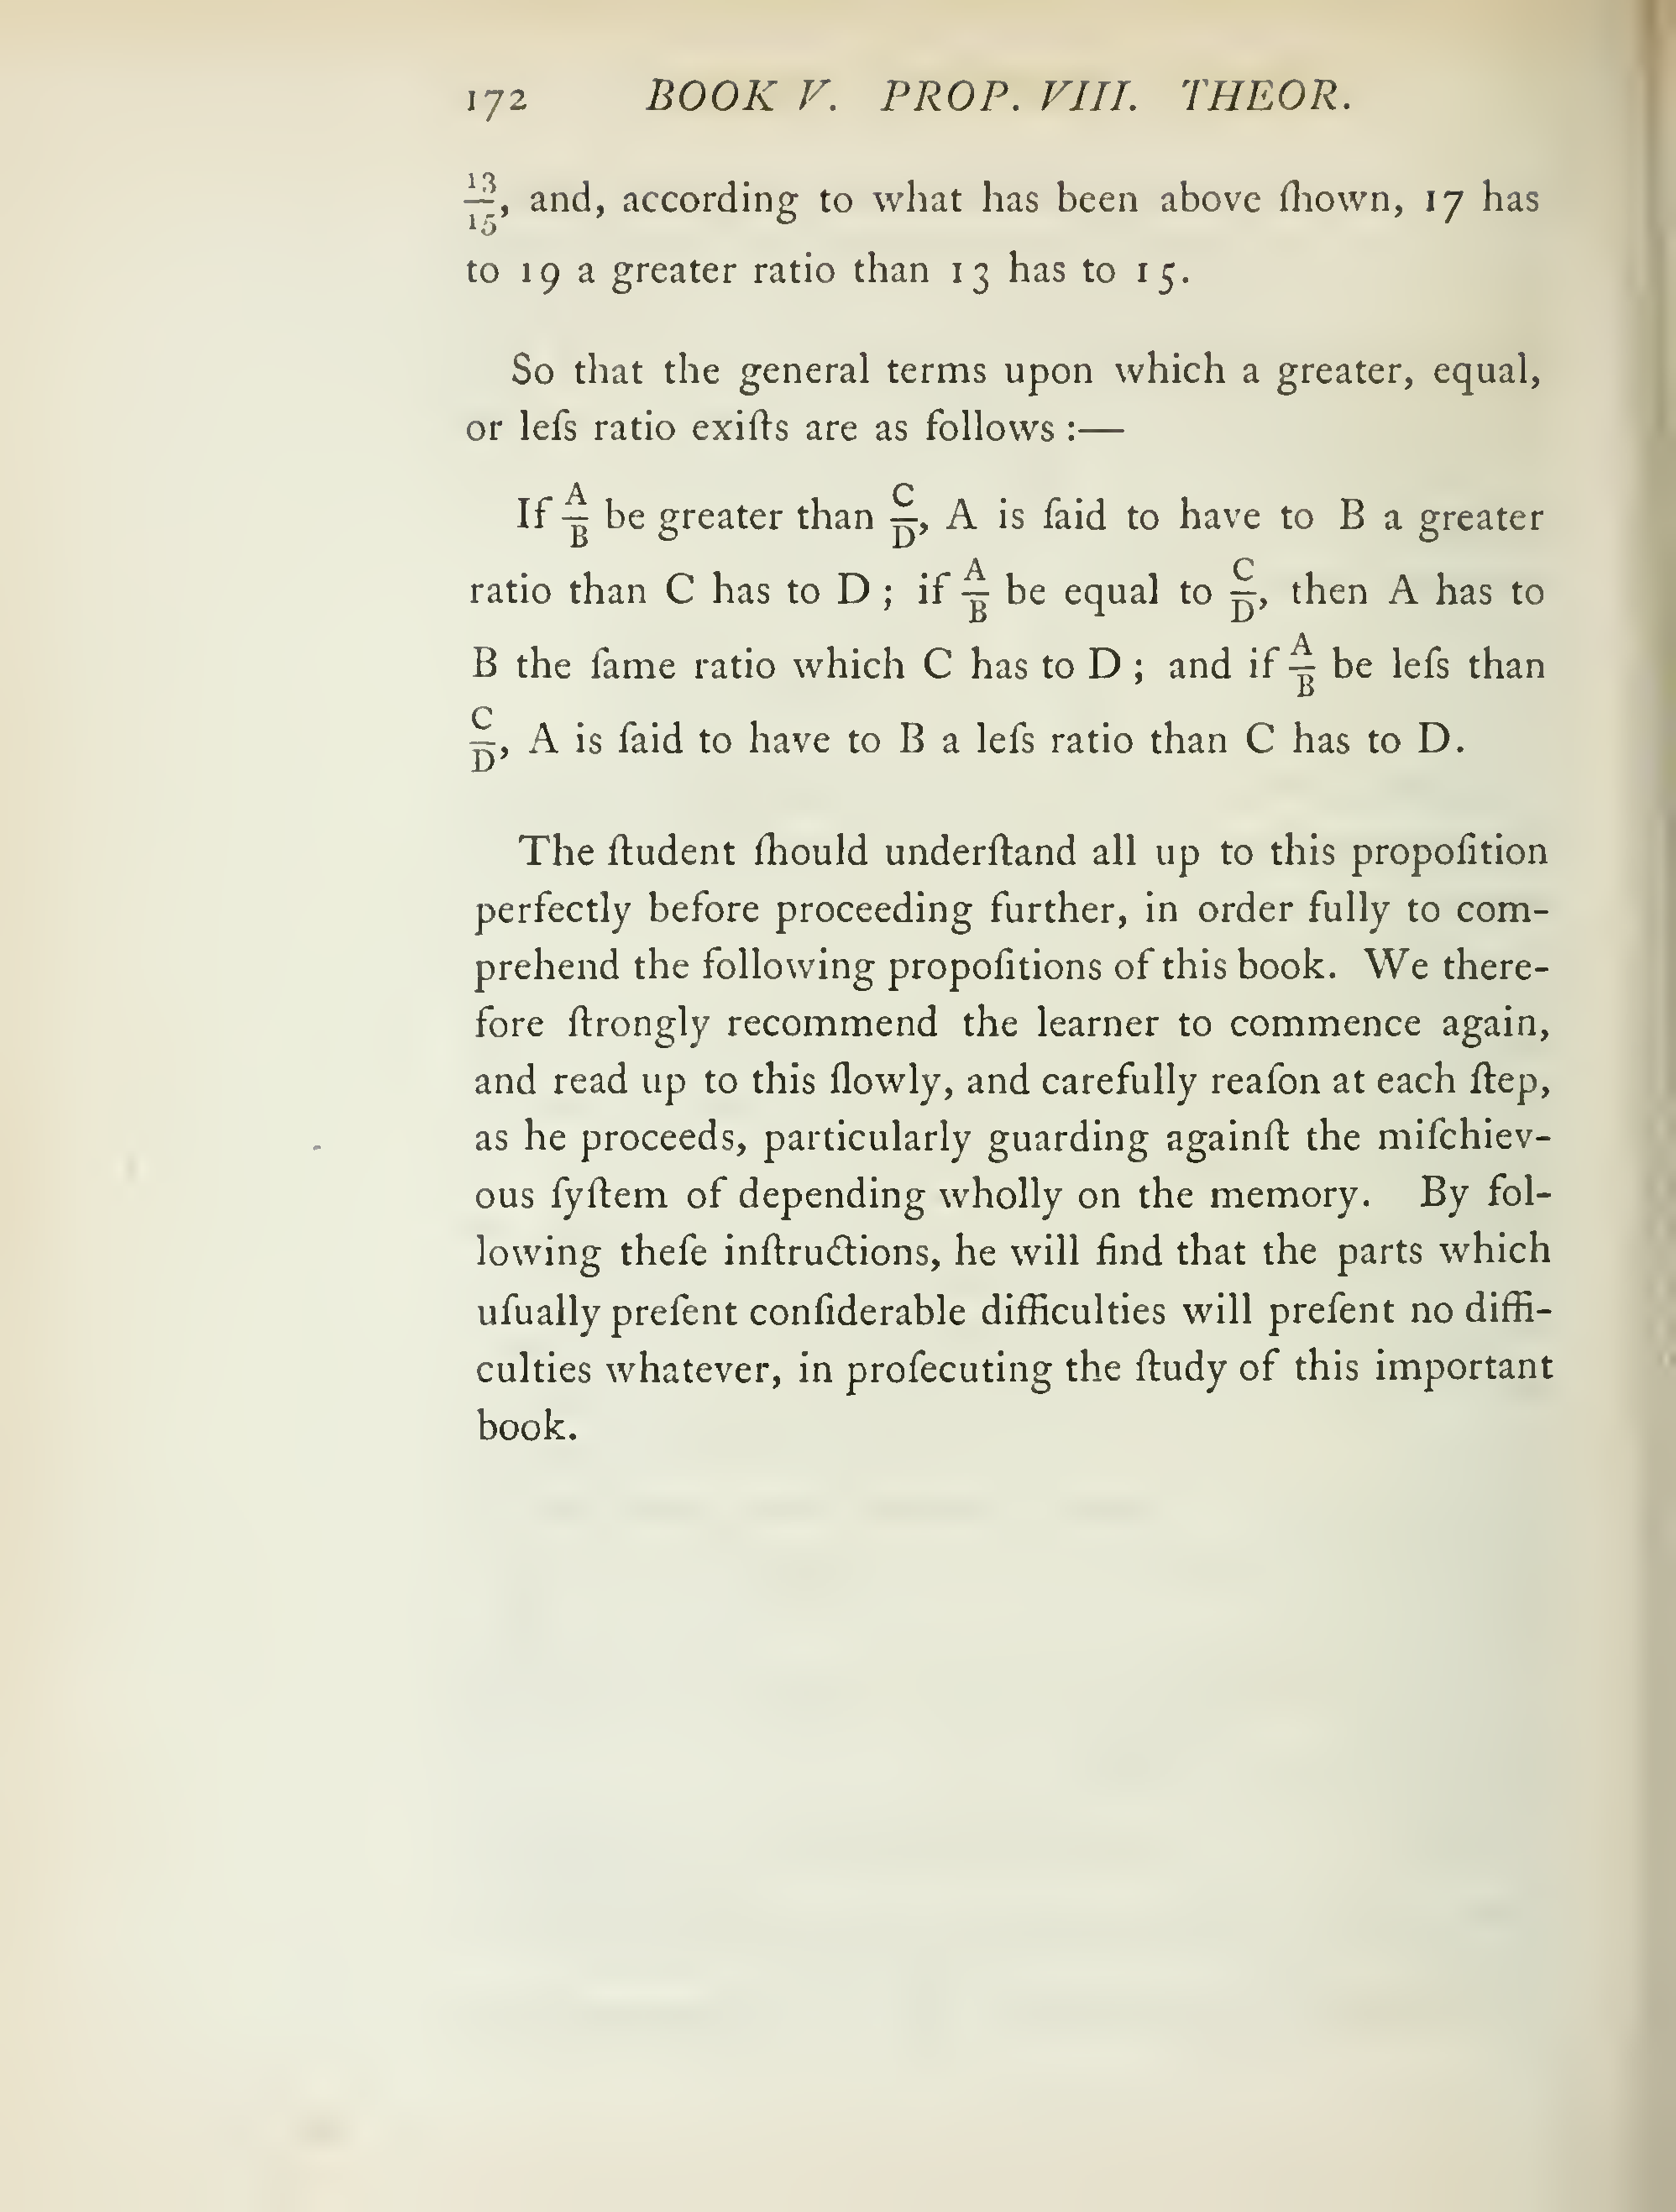 172 BOOK V. PROP. VIII. THEOR.
13/15, and, according to what has been above ſhown, 17 has
to 19 a greater ratio than 13 has to 15.
So that the general terms upon which a greater, equal,
or leſs ratio exiſts are as follows :—
If A/B be greater than C/D, A is ſaid to have to B a greater
ratio than C has to D ; if A/B be equal to C/D, then A has to
B the ſame ratio which C has to D ; and if A/B be leſs than
C/D, A is ſaid to have to B a leſs ratio than C has to D.
The ſtudent ſhould underſtand all up to this propoſition
perfectly before proceeding further, in order fully to com-
prehend the following propoſitions of this book. We there-
fore ſtrongly recommend the learner to commence again,
and read up to this ſlowly, and carefully reaſon at each ſtep,
as he proceeds, particularly guarding againſt the miſchiev-
ous ſyſtem of depending wholly on the memory. By fol-
lowing theſe inſtructions, he will find that the parts which
uſually preſent conſiderable difficulties will preſent no diffi-
culties whatever, in proſecuting the ſtudy of this important
book.